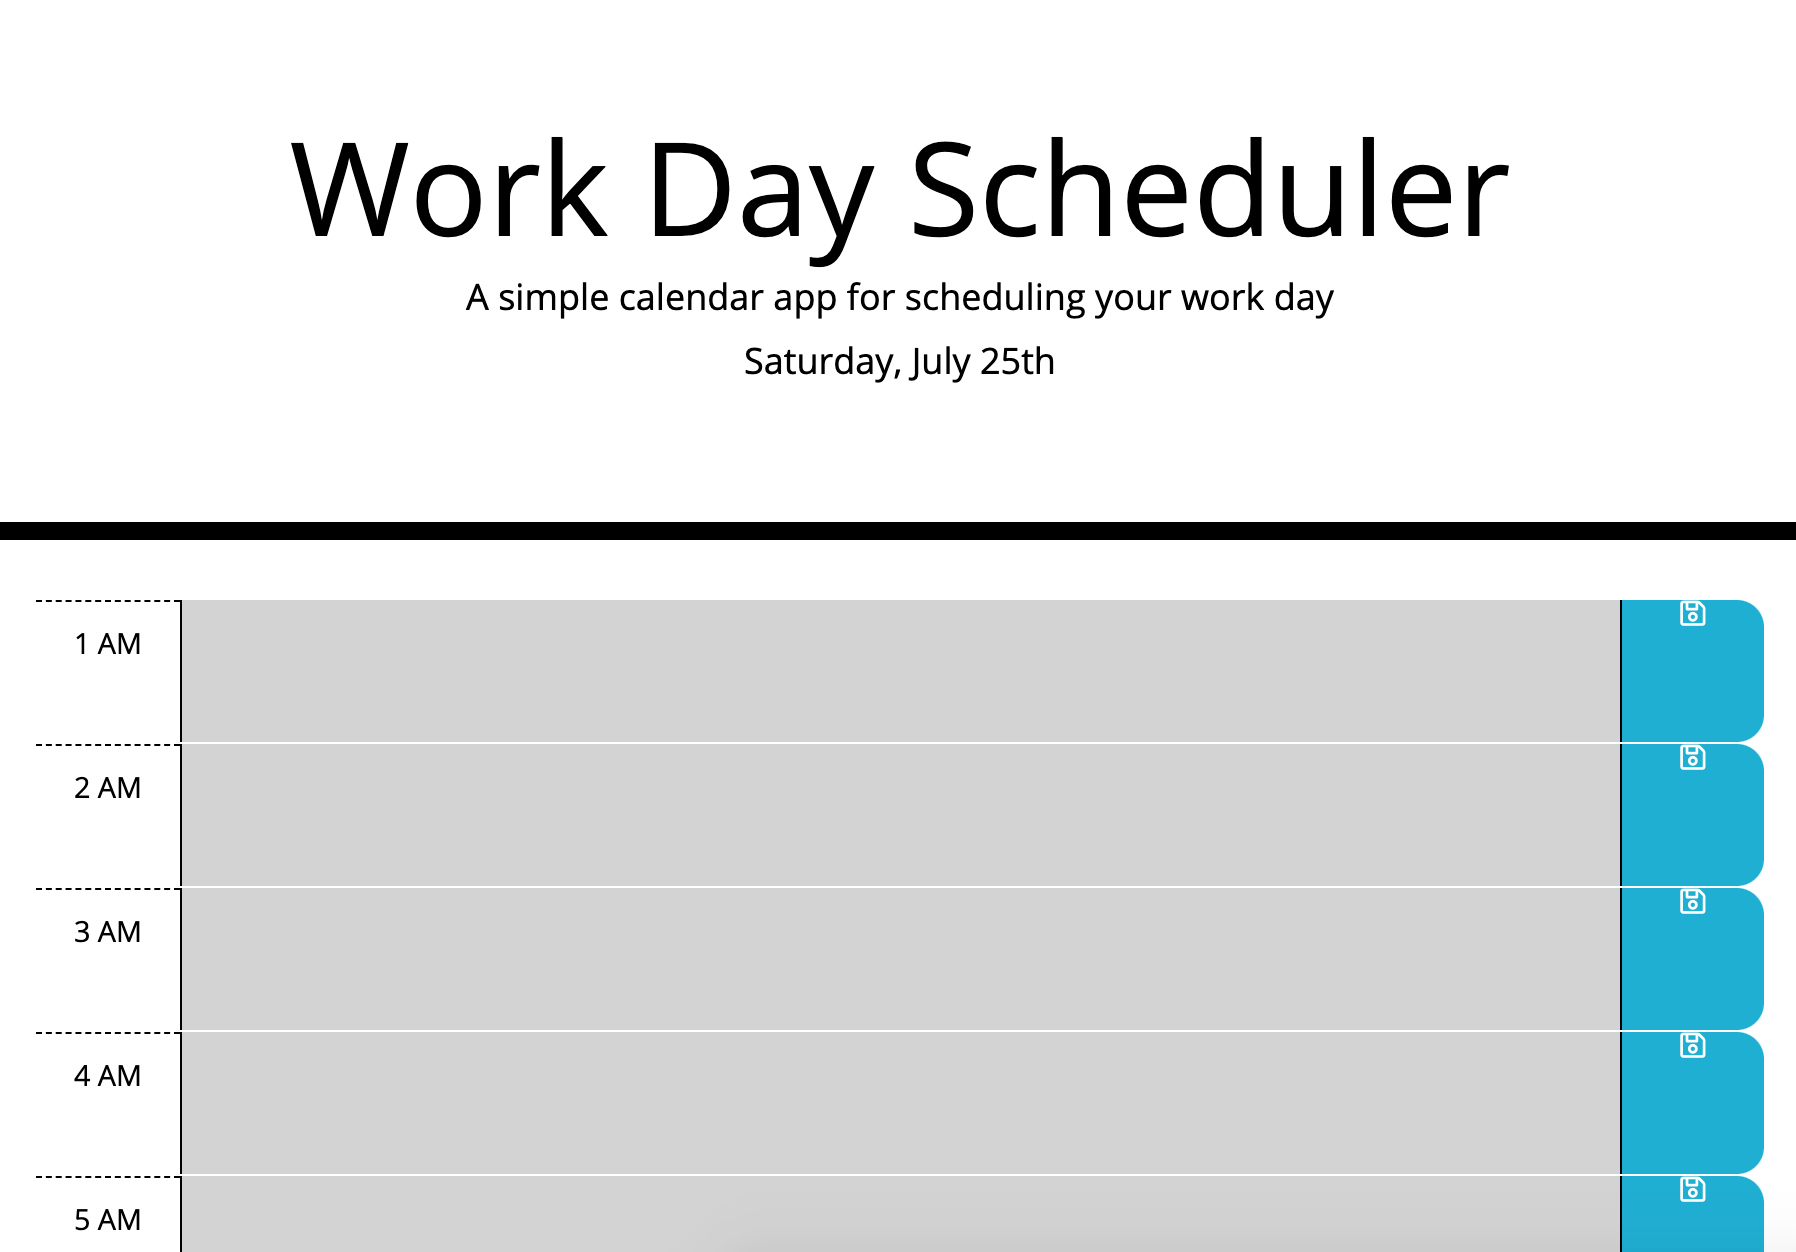 Work Day Scheduler
A simple calendar app for scheduling your work day
Saturday, July 25th
1 AM
2 AM
3 AM
4 AM
5 AM